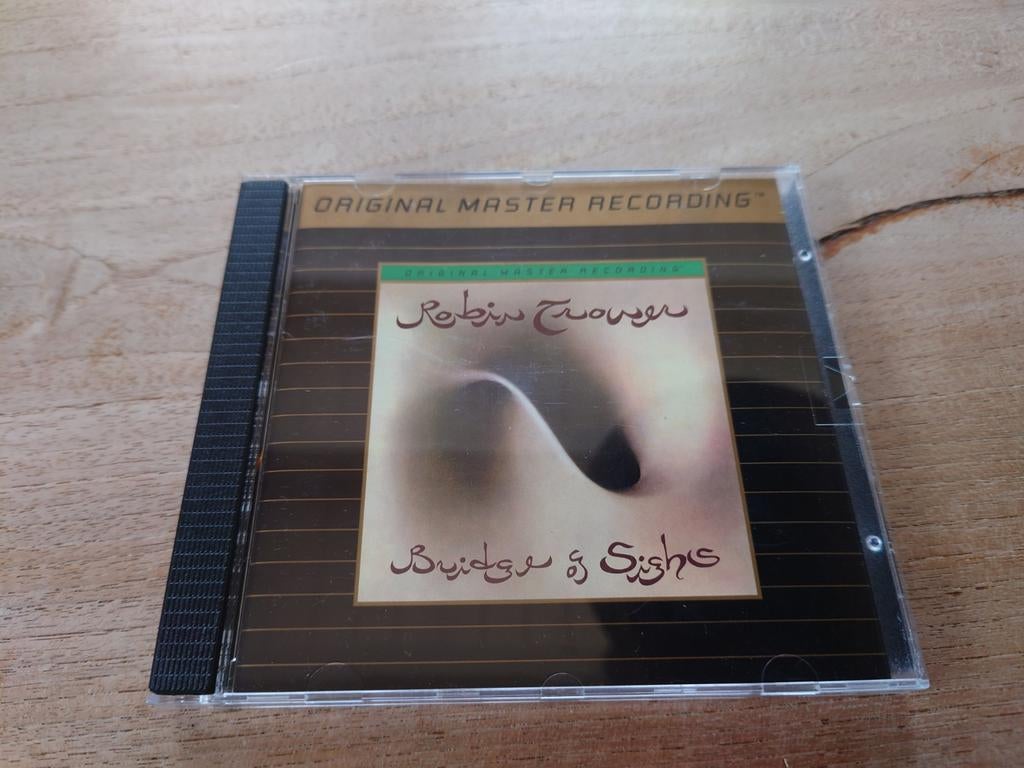 ORIGINAL MASTER RECORDING™
ORIGINAL MASTER RECORDING™
Robin Trower
Bridge of Sighs